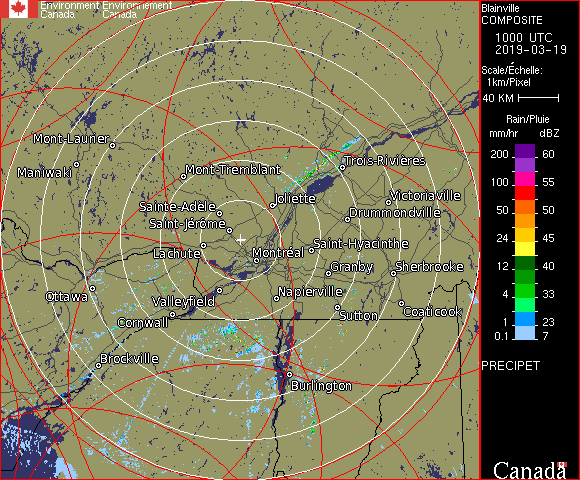 Environment Environnement
Canada Canada
Blainville
COMPOSITE
1000 UTC
2019-03-19
Scale/Échelle:
1km/Pixel
40 KM
Rain/Pluie
mm/hr dBZ
200 60
100 55
50 50
24 45
12 40
4 33
1 23
0.1 7
PRECIPET
Canada
Mont-Laurier
Maniwaki
Mont-Tremblant
Trois-Rivières
Sainte-Adèle
Joliette
Victoriaville
Saint-Jérôme
Drummondville
Lachute
Montréal
Saint-Hyacinthe
Granby
Sherbrooke
Ottawa
Valleyfield
Napierville
Cornwall
Sutton
Coaticook
Brockville
Burlington